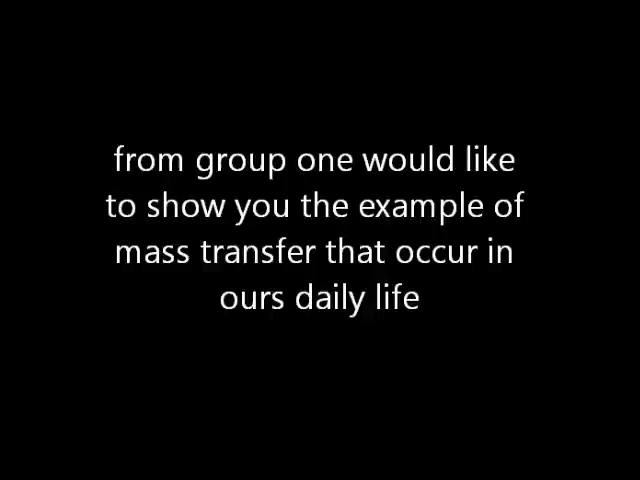 from group one would like
to show you the example of
mass transfer that occur in
ours daily life